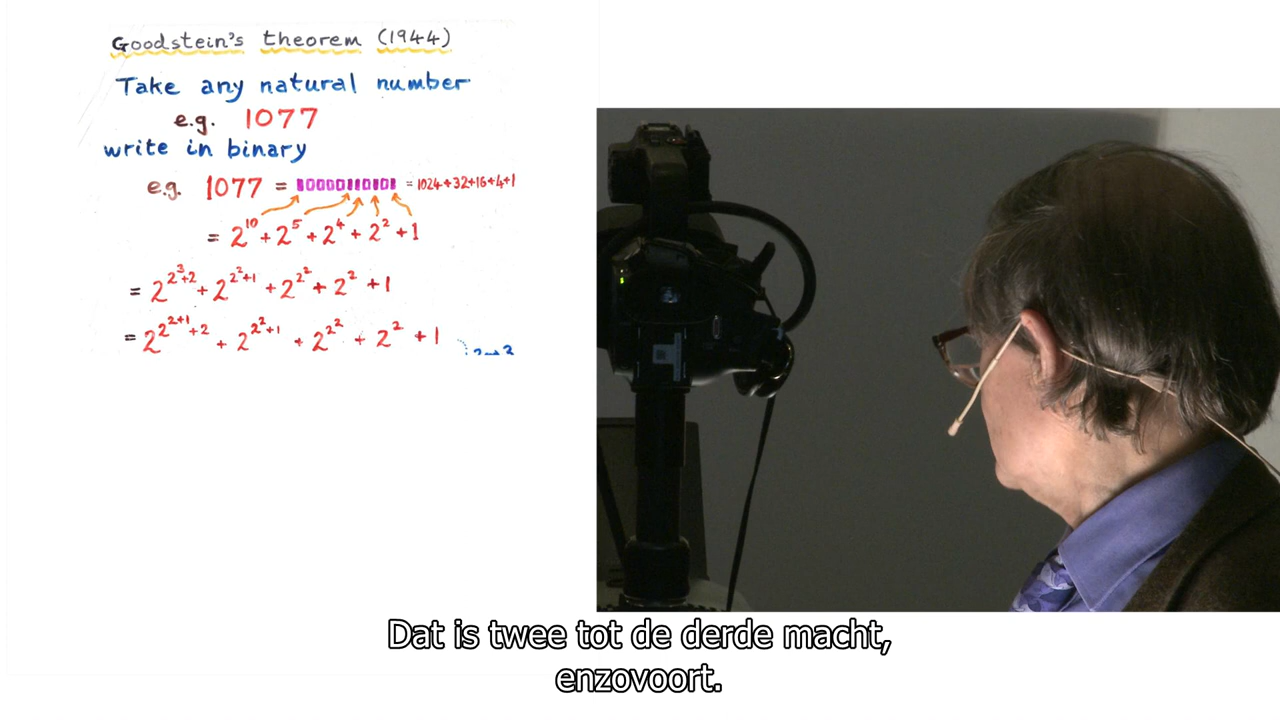 Goodstein's theorem (1944)
Take any natural number
e.g. 1077
write in binary
e.g. 1077 = 10000110101 = 1024+32+16+4+1
= 2^10 + 2^5 + 2^4 + 2^2 + 1
= 2^(2^3+2) + 2^(2^2+1) + 2^(2^2) + 2^2 + 1
= 2^(2^(2+1)+2) + 2^(2^2+1) + 2^(2^2) + 2^2 + 1
Dat is twee tot de derde macht,
enzovoort.